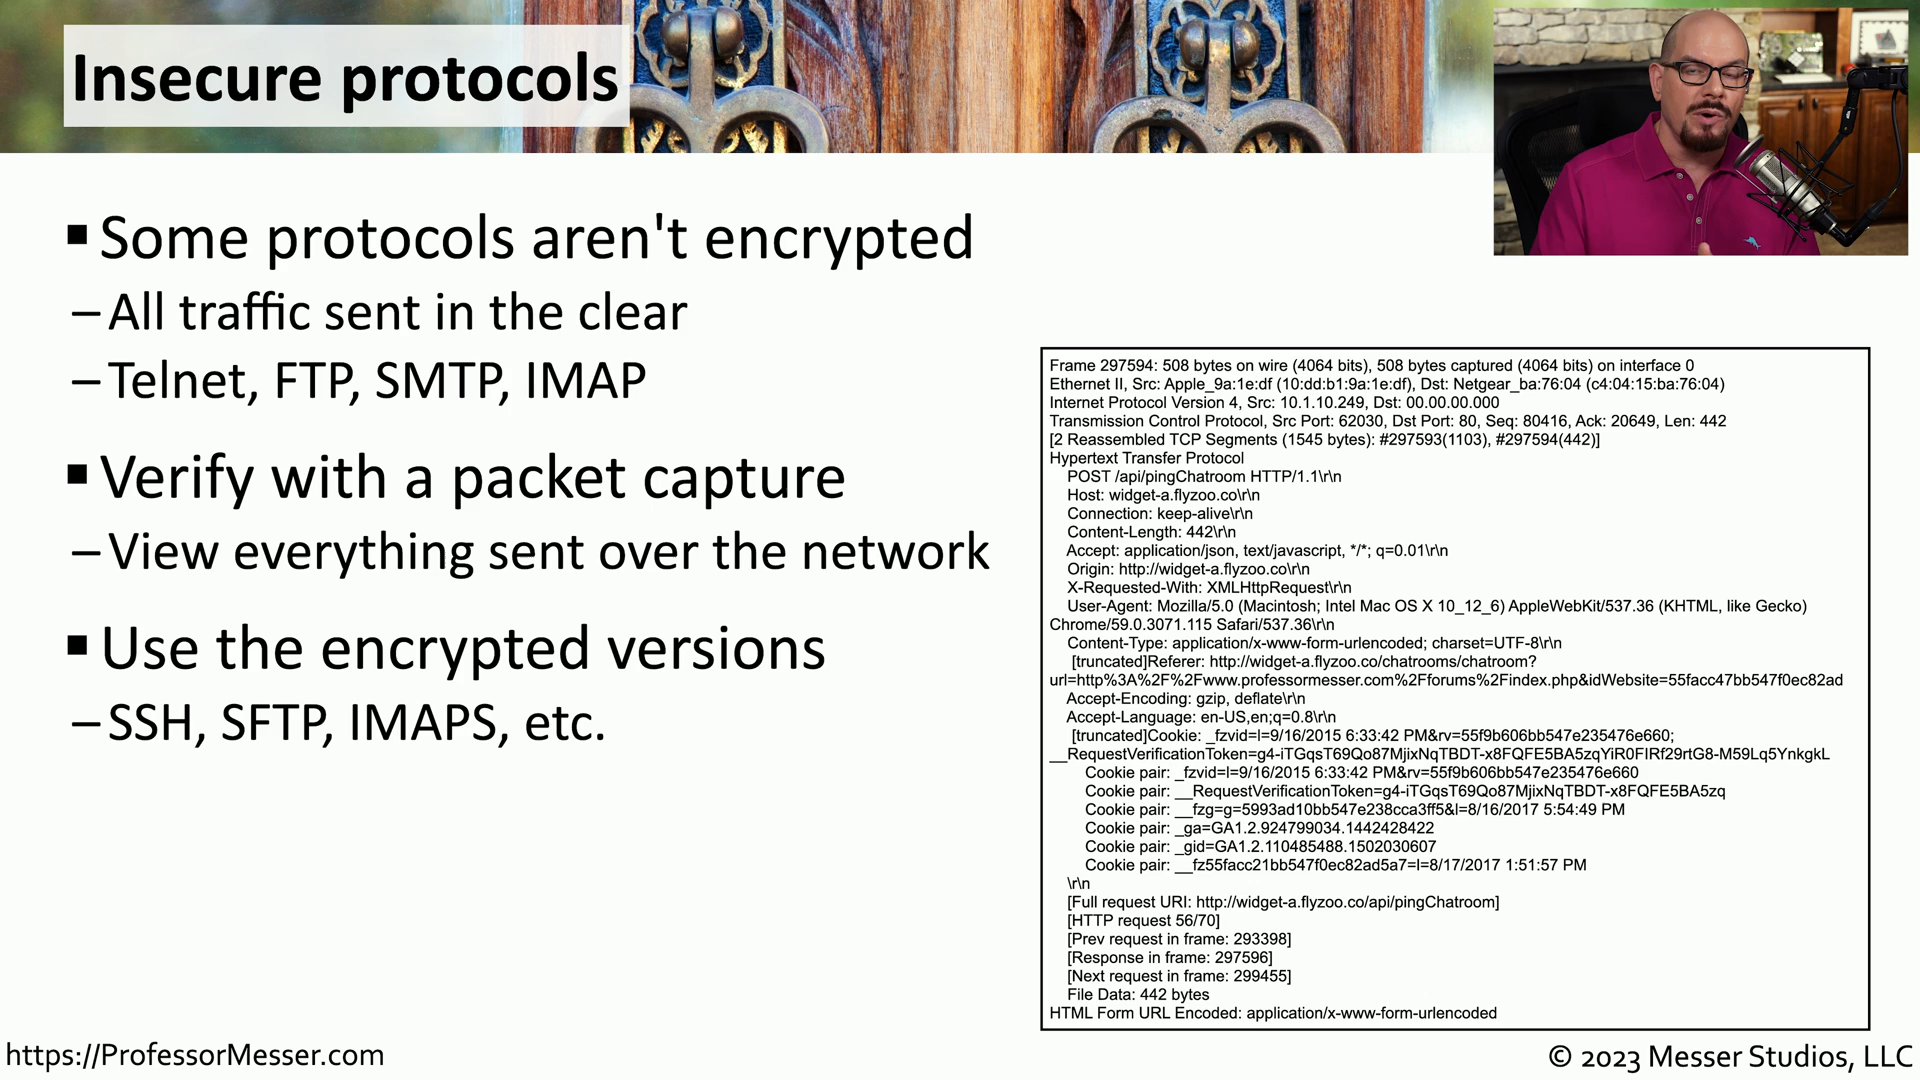 Insecure protocols
▪ Some protocols aren't encrypted
– All traffic sent in the clear
– Telnet, FTP, SMTP, IMAP
▪ Verify with a packet capture
– View everything sent over the network
▪ Use the encrypted versions
– SSH, SFTP, IMAPS, etc.
Frame 297594: 508 bytes on wire (4064 bits), 508 bytes captured (4064 bits) on interface 0
Ethernet II, Src: Apple_9a:1e:df (10:dd:b1:9a:1e:df), Dst: Netgear_ba:76:04 (c4:04:15:ba:76:04)
Internet Protocol Version 4, Src: 10.1.10.249, Dst: 00.00.00.000
Transmission Control Protocol, Src Port: 62030, Dst Port: 80, Seq: 80416, Ack: 20649, Len: 442
[2 Reassembled TCP Segments (1545 bytes): #297593(1103), #297594(442)]
Hypertext Transfer Protocol
POST /api/pingChatroom HTTP/1.1\r\n
Host: widget-a.flyzoo.co\r\n
Connection: keep-alive\r\n
Content-Length: 442\r\n
Accept: application/json, text/javascript, */*; q=0.01\r\n
Origin: http://widget-a.flyzoo.co\r\n
X-Requested-With: XMLHttpRequest\r\n
User-Agent: Mozilla/5.0 (Macintosh; Intel Mac OS X 10_12_6) AppleWebKit/537.36 (KHTML, like Gecko)
Chrome/59.0.3071.115 Safari/537.36\r\n
Content-Type: application/x-www-form-urlencoded; charset=UTF-8\r\n
[truncated]Referer: http://widget-a.flyzoo.co/chatrooms/chatroom?
url=http%3A%2F%2Fwww.professormesser.com%2Fforums%2Findex.php&idWebsite=55facc47bb547f0ec82ad
Accept-Encoding: gzip, deflate\r\n
Accept-Language: en-US,en;q=0.8\r\n
[truncated]Cookie: _fzvid=l=9/16/2015 6:33:42 PM&rv=55f9b606bb547e235476e660;
__RequestVerificationToken=g4-iTGqsT69Qo87MjixNqTBDT-x8FQFE5BA5zqYiR0FIRf29rtG8-M59Lq5YnkgkL
Cookie pair: _fzvid=l=9/16/2015 6:33:42 PM&rv=55f9b606bb547e235476e660
Cookie pair: __RequestVerificationToken=g4-iTGqsT69Qo87MjixNqTBDT-x8FQFE5BA5zq
Cookie pair: __fzg=g=5993ad10bb547e238cca3ff5&l=8/16/2017 5:54:49 PM
Cookie pair: _ga=GA1.2.924799034.1442428422
Cookie pair: _gid=GA1.2.110485488.1502030607
Cookie pair: __fz55facc21bb547f0ec82ad5a7=l=8/17/2017 1:51:57 PM
\r\n
[Full request URI: http://widget-a.flyzoo.co/api/pingChatroom]
[HTTP request 56/70]
[Prev request in frame: 293398]
[Response in frame: 297596]
[Next request in frame: 299455]
File Data: 442 bytes
HTML Form URL Encoded: application/x-www-form-urlencoded
https://ProfessorMesser.com
© 2023 Messer Studios, LLC